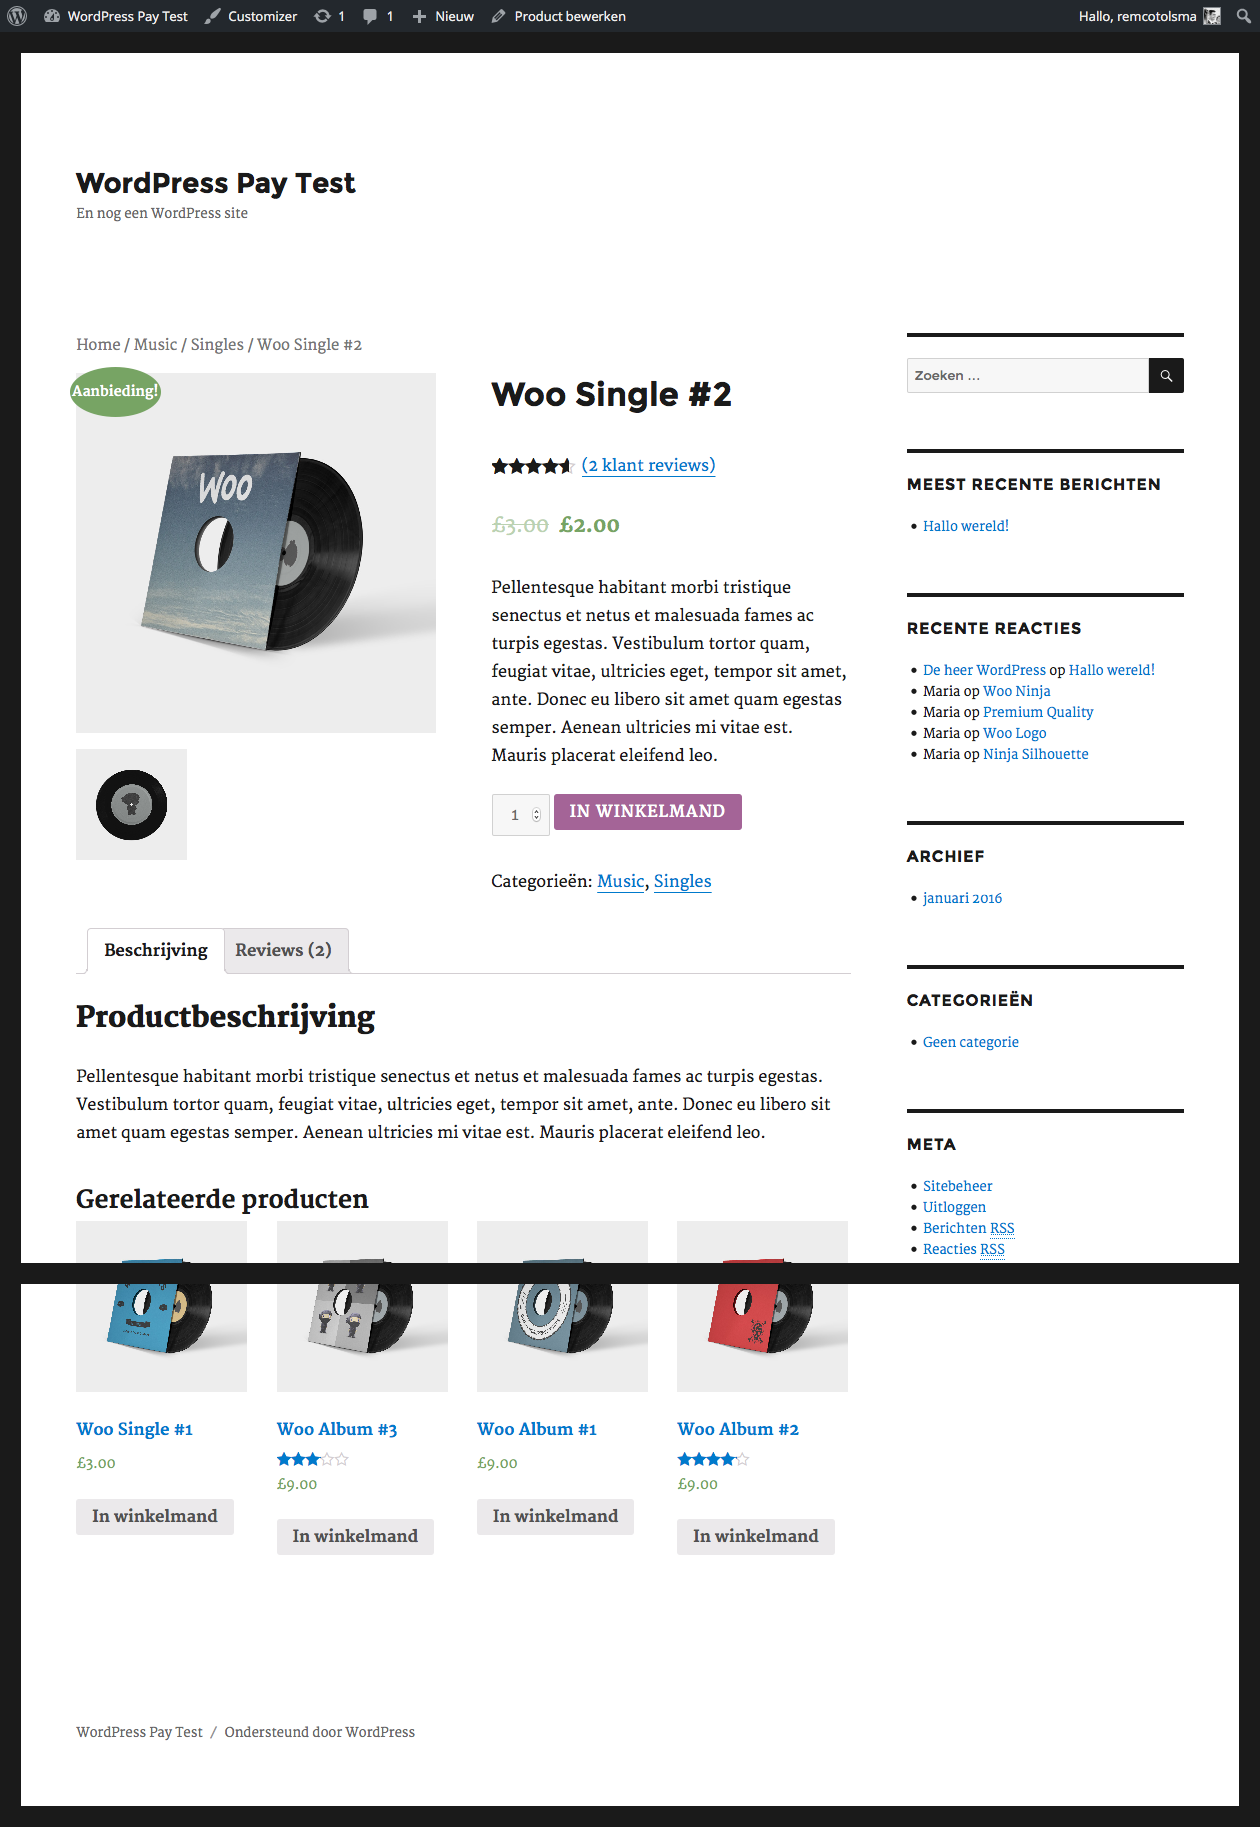 WordPress Pay Test
Customizer
1
1
Nieuw
Product bewerken
Hallo, remcotolsma
WordPress Pay Test
En nog een WordPress site
Home / Music / Singles / Woo Single #2
Aanbieding!
WOO
Woo Single #2
(2 klant reviews)
£3.00 £2.00
Pellentesque habitant morbi tristique
senectus et netus et malesuada fames ac
turpis egestas. Vestibulum tortor quam,
feugiat vitae, ultricies eget, tempor sit amet,
ante. Donec eu libero sit amet quam egestas
semper. Aenean ultricies mi vitae est.
Mauris placerat eleifend leo.
1
IN WINKELMAND
Categorieën: Music, Singles
Beschrijving
Reviews (2)
Productbeschrijving
Pellentesque habitant morbi tristique senectus et netus et malesuada fames ac turpis egestas.
Vestibulum tortor quam, feugiat vitae, ultricies eget, tempor sit amet, ante. Donec eu libero sit
amet quam egestas semper. Aenean ultricies mi vitae est. Mauris placerat eleifend leo.
Gerelateerde producten
Woo Single #1
£3.00
In winkelmand
Woo Album #3
£9.00
In winkelmand
Woo Album #1
£9.00
In winkelmand
Woo Album #2
£9.00
In winkelmand
Zoeken …
MEEST RECENTE BERICHTEN
Hallo wereld!
RECENTE REACTIES
De heer WordPress op Hallo wereld!
Maria op Woo Ninja
Maria op Premium Quality
Maria op Woo Logo
Maria op Ninja Silhouette
ARCHIEF
januari 2016
CATEGORIEËN
Geen categorie
META
Sitebeheer
Uitloggen
Berichten RSS
Reacties RSS
WordPress Pay Test / Ondersteund door WordPress